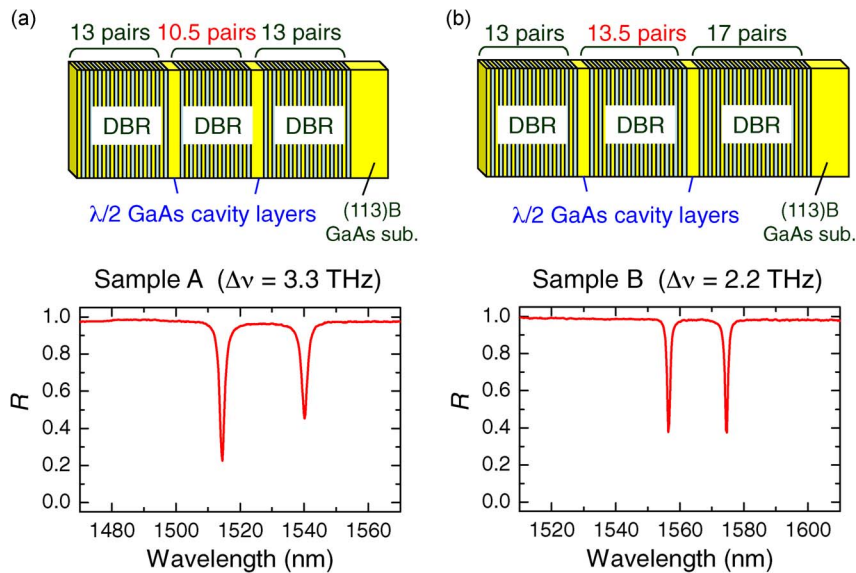 (a)
13 pairs 10.5 pairs 13 pairs
DBR DBR DBR
λ/2 GaAs cavity layers
(113)B
GaAs sub.
Sample A (Δν = 3.3 THz)
1.0
0.8
0.6
0.4
0.2
0.0
R
1480 1500 1520 1540 1560
Wavelength (nm)
(b)
13 pairs 13.5 pairs 17 pairs
DBR DBR DBR
λ/2 GaAs cavity layers
(113)B
GaAs sub.
Sample B (Δν = 2.2 THz)
1.0
0.8
0.6
0.4
0.2
0.0
R
1520 1540 1560 1580 1600
Wavelength (nm)